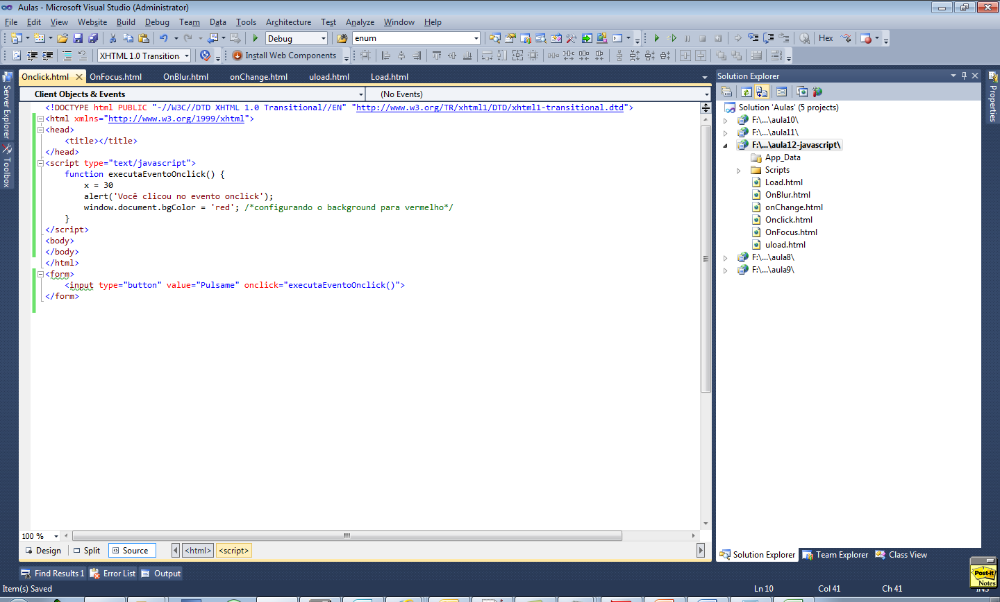 Aulas - Microsoft Visual Studio (Administrator)
File Edit View Website Build Debug Team Data Tools Architecture Test Analyze Window Help
Debug enum Hex
XHTML 1.0 Transition Install Web Components
Onclick.html OnFocus.html OnBlur.html onChange.html uload.html Load.html
Client Objects & Events (No Events)
<!DOCTYPE html PUBLIC "-//W3C//DTD XHTML 1.0 Transitional//EN" "http://www.w3.org/TR/xhtml1/DTD/xhtml1-transitional.dtd">
<html xmlns="http://www.w3.org/1999/xhtml">
<head>
    <title></title>
</head>
<script type="text/javascript">
    function executaEventoOnclick() {
        x = 30
        alert('Você clicou no evento onclick');
        window.document.bgColor = 'red'; /*configurando o background para vermelho*/
    }
</script>
<body>
</body>
</html>
<form>
    <input type="button" value="Pulsame" onclick="executaEventoOnclick()">
</form>
100 %
Design Split Source <html> <script>
Server Explorer
Toolbox
Solution Explorer
Solution 'Aulas' (5 projects)
F:\...\aula10\
F:\...\aula11\
F:\...\aula12-javascript\
App_Data
Scripts
Load.html
OnBlur.html
onChange.html
Onclick.html
OnFocus.html
uload.html
F:\...\aula8\
F:\...\aula9\
Properties
Solution Explorer Team Explorer Class View
Find Results 1 Error List Output
Post-it
Notes
Item(s) Saved Ln 10 Col 41 Ch 41